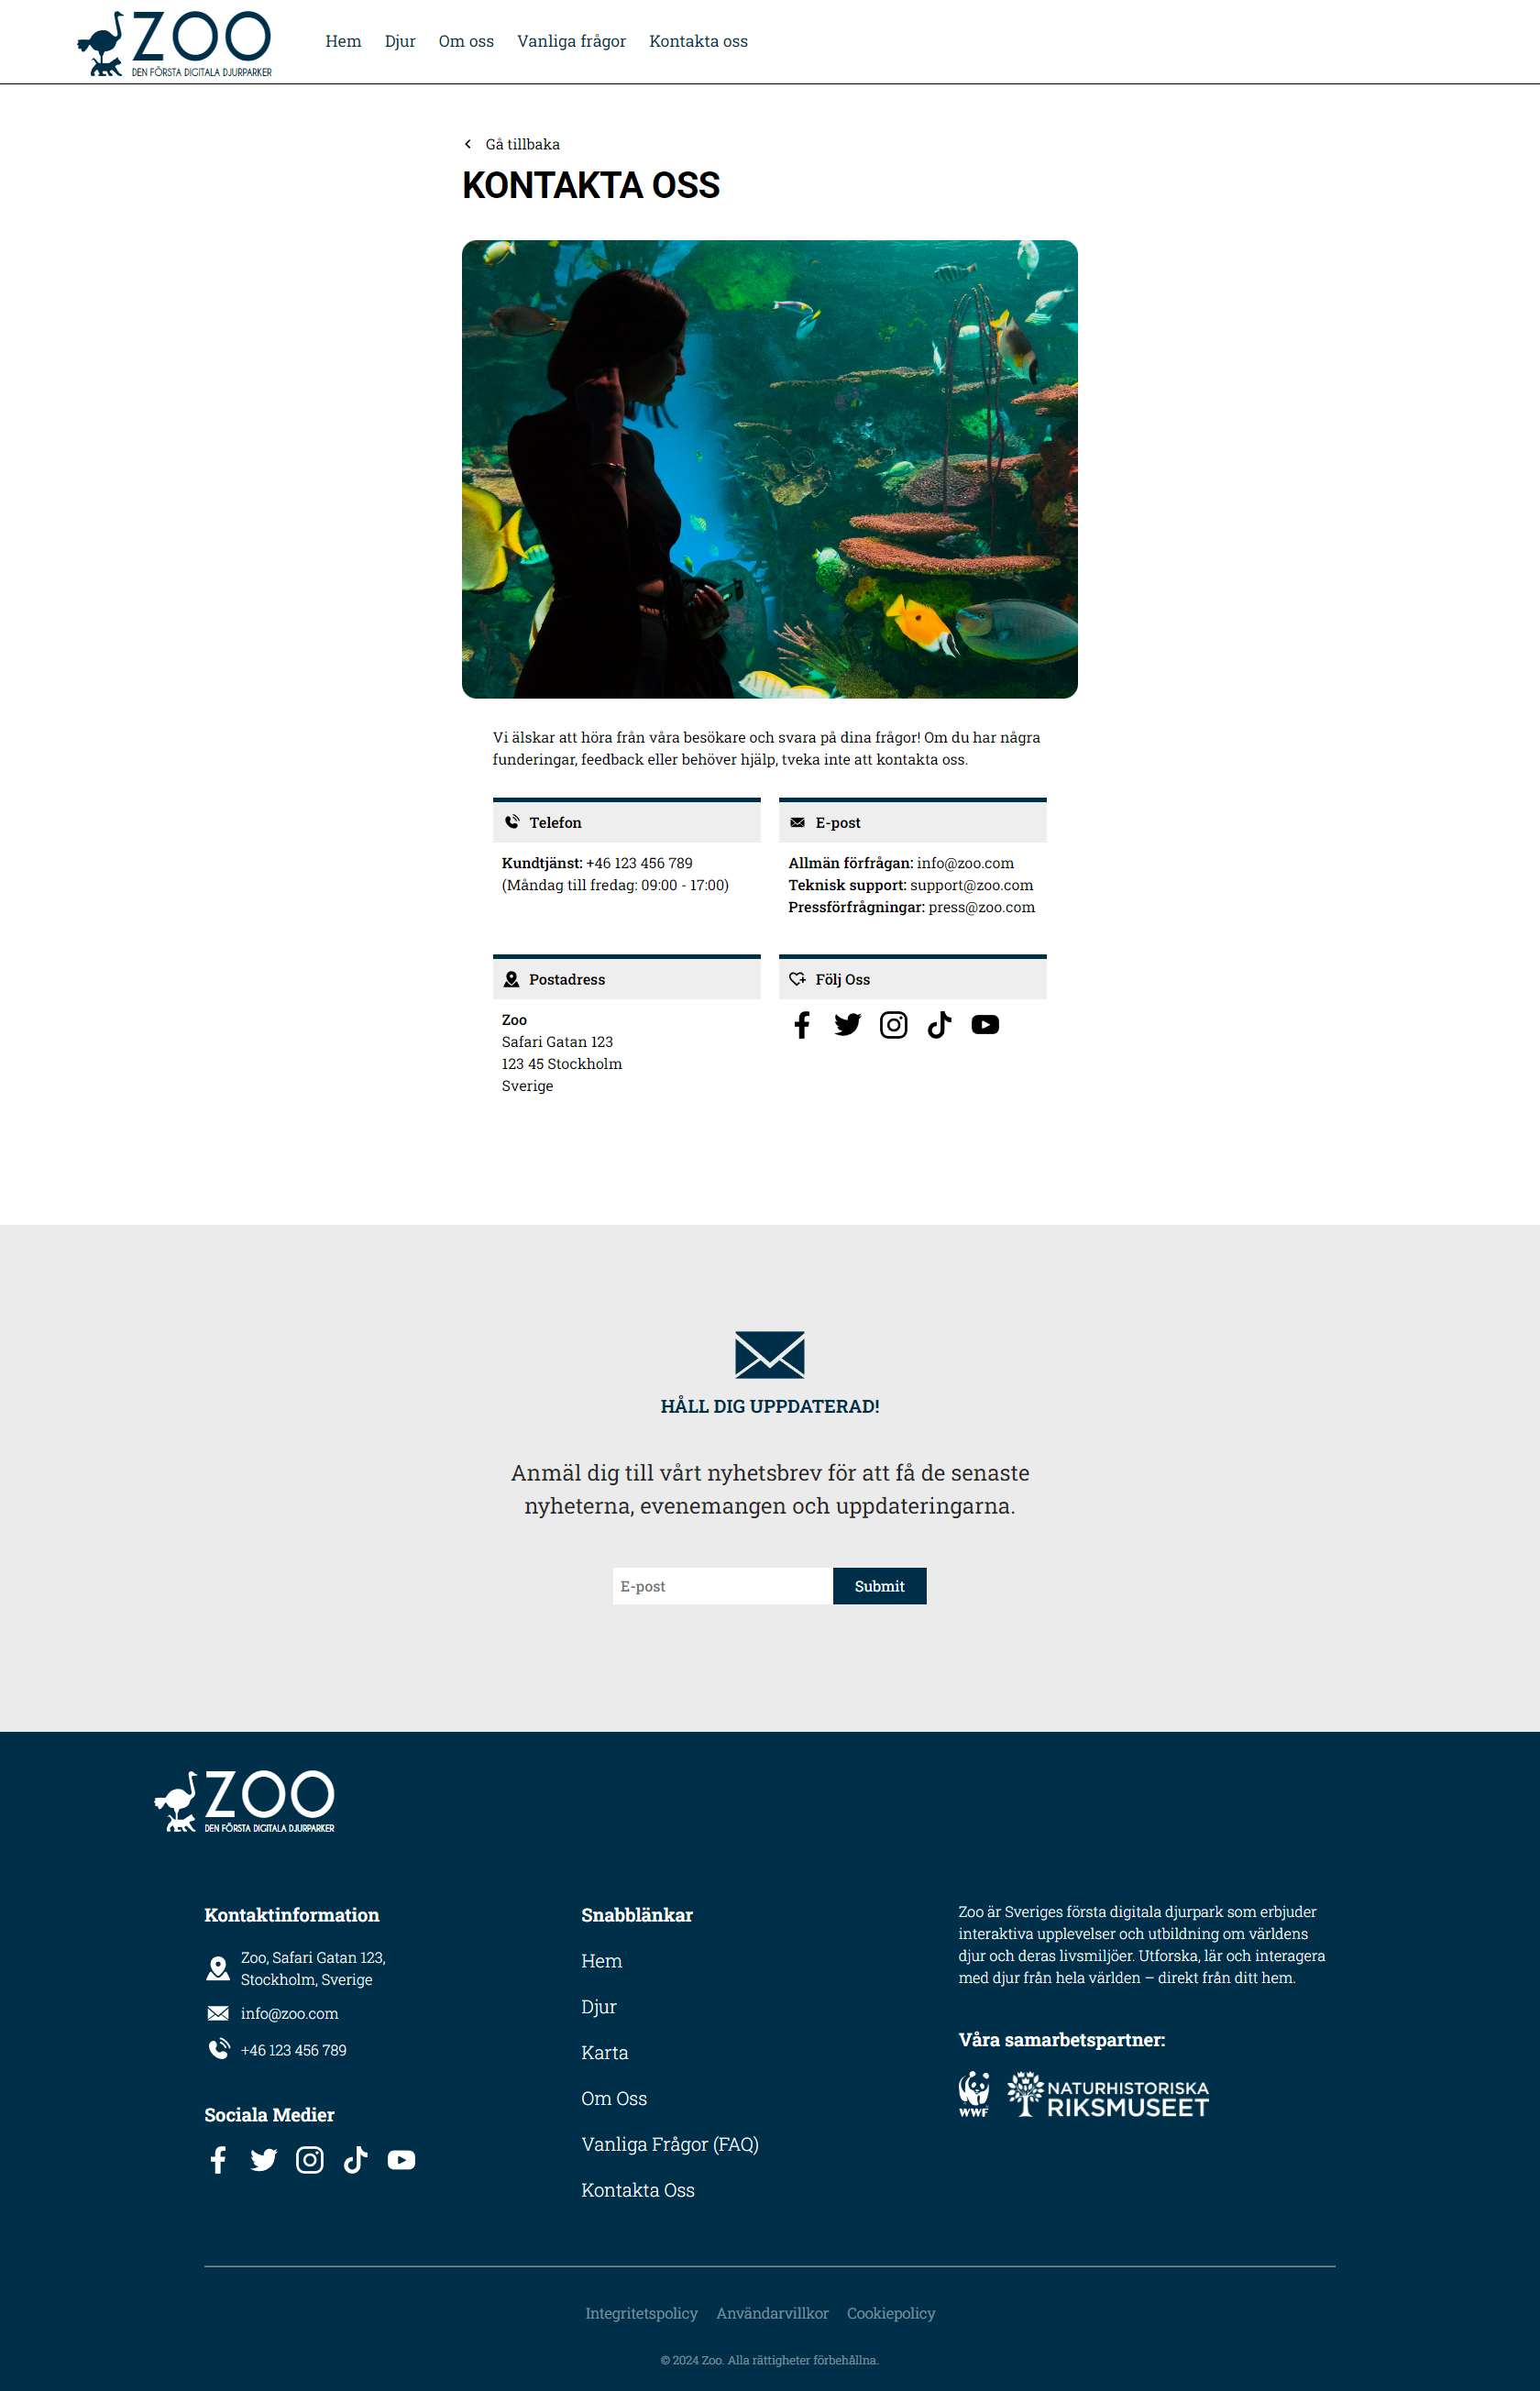 ZOO
DEN FÖRSTA DIGITALA DJURPARKER
Hem
Djur
Om oss
Vanliga frågor
Kontakta oss
Gå tillbaka
KONTAKTA OSS
Vi älskar att höra från våra besökare och svara på dina frågor! Om du har några
funderingar, feedback eller behöver hjälp, tveka inte att kontakta oss.
Telefon
Kundtjänst: +46 123 456 789
(Måndag till fredag: 09:00 - 17:00)
E-post
Allmän förfrågan: info@zoo.com
Teknisk support: support@zoo.com
Pressförfrågningar: press@zoo.com
Postadress
Zoo
Safari Gatan 123
123 45 Stockholm
Sverige
Följ Oss
HÅLL DIG UPPDATERAD!
Anmäl dig till vårt nyhetsbrev för att få de senaste
nyheterna, evenemangen och uppdateringarna.
E-post
Submit
ZOO
DEN FÖRSTA DIGITALA DJURPARKER
Kontaktinformation
Zoo, Safari Gatan 123,
Stockholm, Sverige
info@zoo.com
+46 123 456 789
Sociala Medier
Snabblänkar
Hem
Djur
Karta
Om Oss
Vanliga Frågor (FAQ)
Kontakta Oss
Zoo är Sveriges första digitala djurpark som erbjuder
interaktiva upplevelser och utbildning om världens
djur och deras livsmiljöer. Utforska, lär och interagera
med djur från hela världen – direkt från ditt hem.
Våra samarbetspartner:
WWF
NATURHISTORISKA
RIKSMUSEET
Integritetspolicy
Användarvillkor
Cookiepolicy
© 2024 Zoo. Alla rättigheter förbehållna.